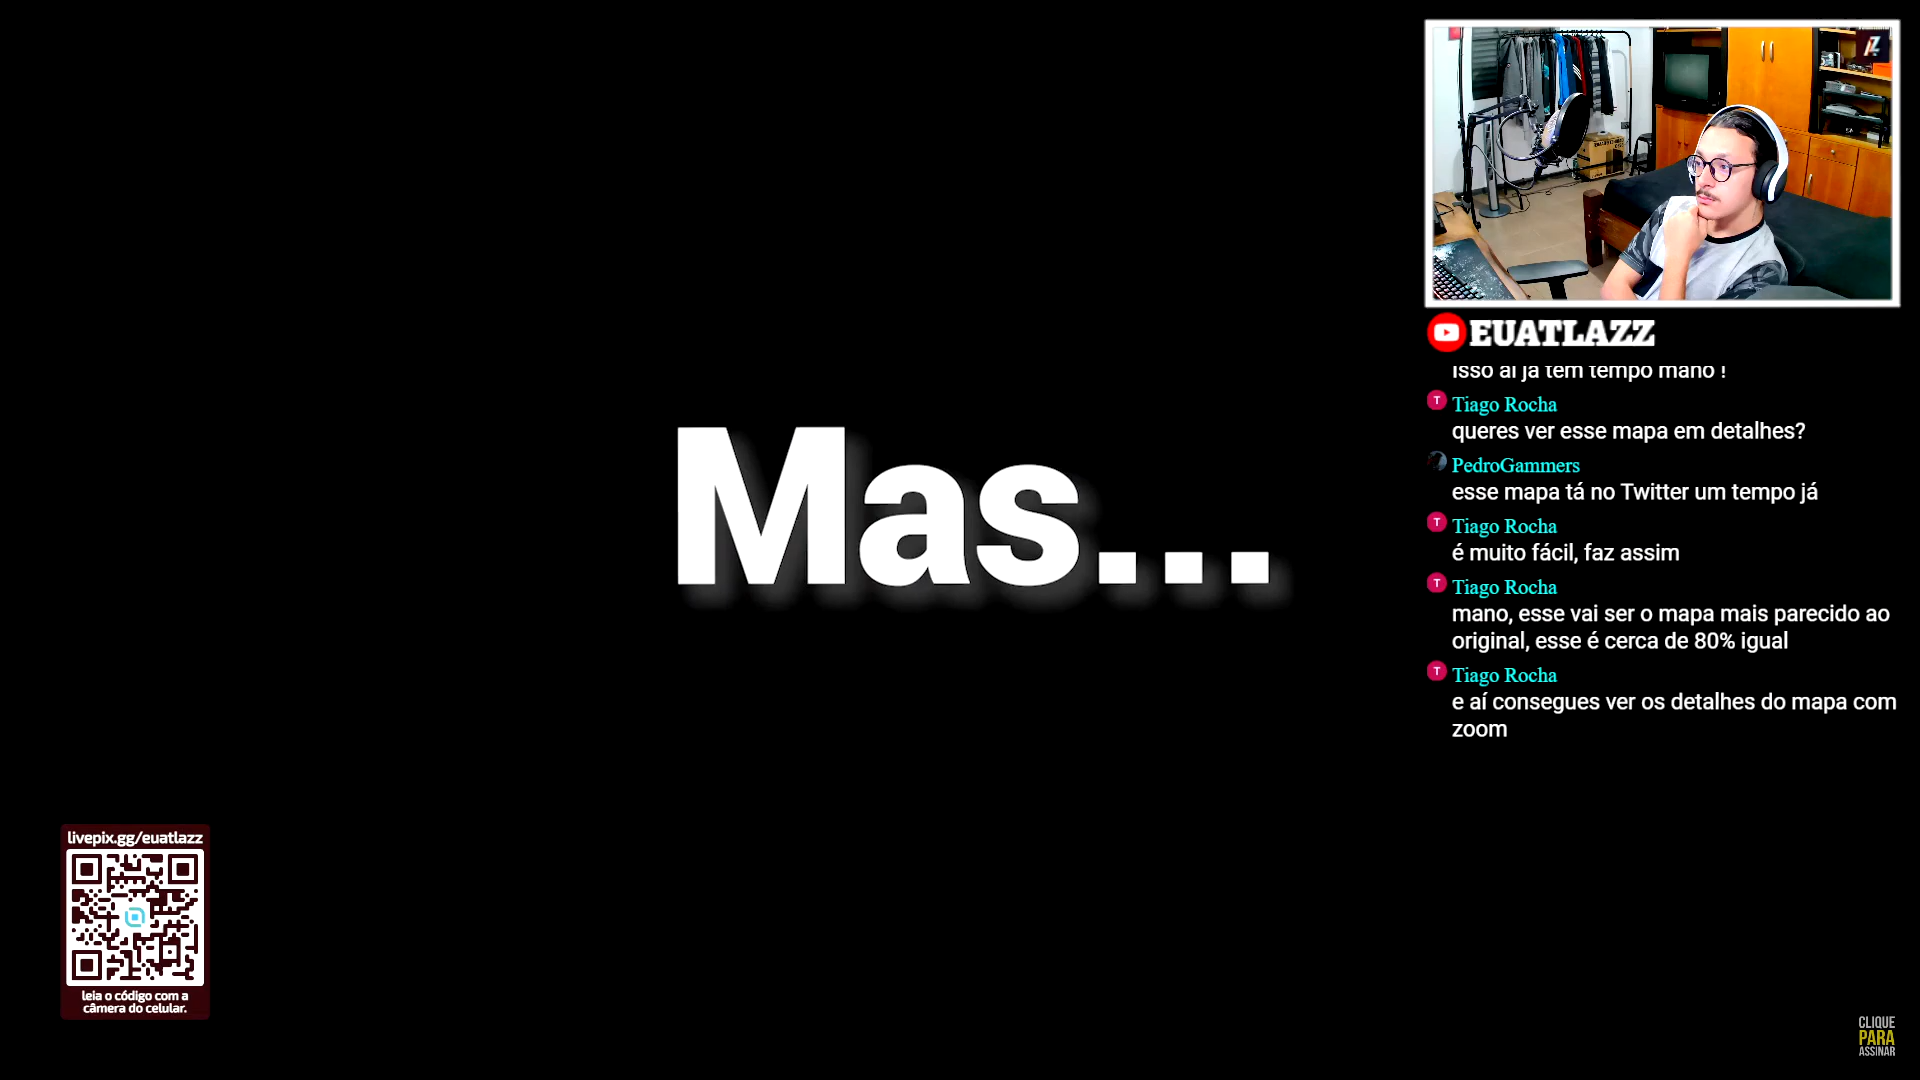 EUATLAZZ
Isso aí já tem tempo mano !
T Tiago Rocha
queres ver esse mapa em detalhes?
PedroGammers
esse mapa tá no Twitter um tempo já
T Tiago Rocha
é muito fácil, faz assim
T Tiago Rocha
mano, esse vai ser o mapa mais parecido ao
original, esse é cerca de 80% igual
T Tiago Rocha
e aí consegues ver os detalhes do mapa com
zoom
Mas...
livepix.gg/euatlazz
leia o código com a
câmera do celular.
CLIQUE
PARA
ASSINAR